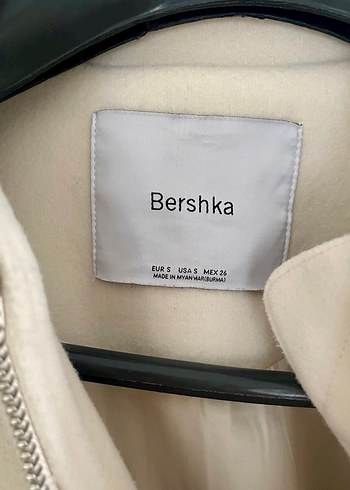 Bershka
EUR S USA S MEX 26
MADE IN MYANMAR(BURMA)